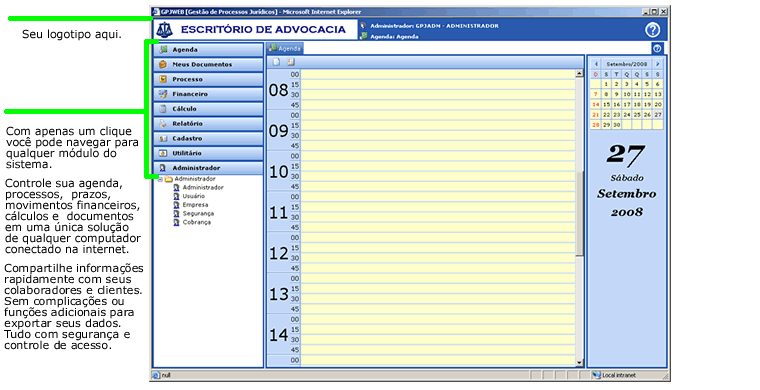 Seu logotipo aqui.
Com apenas um clique
você pode navegar para
qualquer módulo do
sistema.
Controle sua agenda,
processos, prazos,
movimentos financeiros,
cálculos e documentos
em uma única solução
de qualquer computador
conectado na internet.
Compartilhe informações
rapidamente com seus
colaboradores e clientes.
Sem complicações ou
funções adicionais para
exportar seus dados.
Tudo com segurança e
controle de acesso.
GPJWEB [Gestão de Processos Jurídicos] - Microsoft Internet Explorer
ESCRITÓRIO DE ADVOCACIA
Administrador: GPJADM - ADMINISTRADOR
Agenda: Agenda
?
Agenda
Meus Documentos
Processo
Financeiro
Cálculo
Relatório
Cadastro
Utilitário
Administrador
Administrador
Administrador
Usuário
Empresa
Segurança
Cobrança
Agenda
?
08 00
15
30
45
09 00
15
30
45
10 00
15
30
45
11 00
15
30
45
12 00
15
30
45
13 00
15
30
45
14 00
15
30
45
00
Setembro/2008
D S T Q Q S S
1 2 3 4 5 6
7 8 9 10 11 12 13
14 15 16 17 18 19 20
21 22 23 24 25 26 27
28 29 30
27
Sábado
Setembro
2008
null
Local intranet